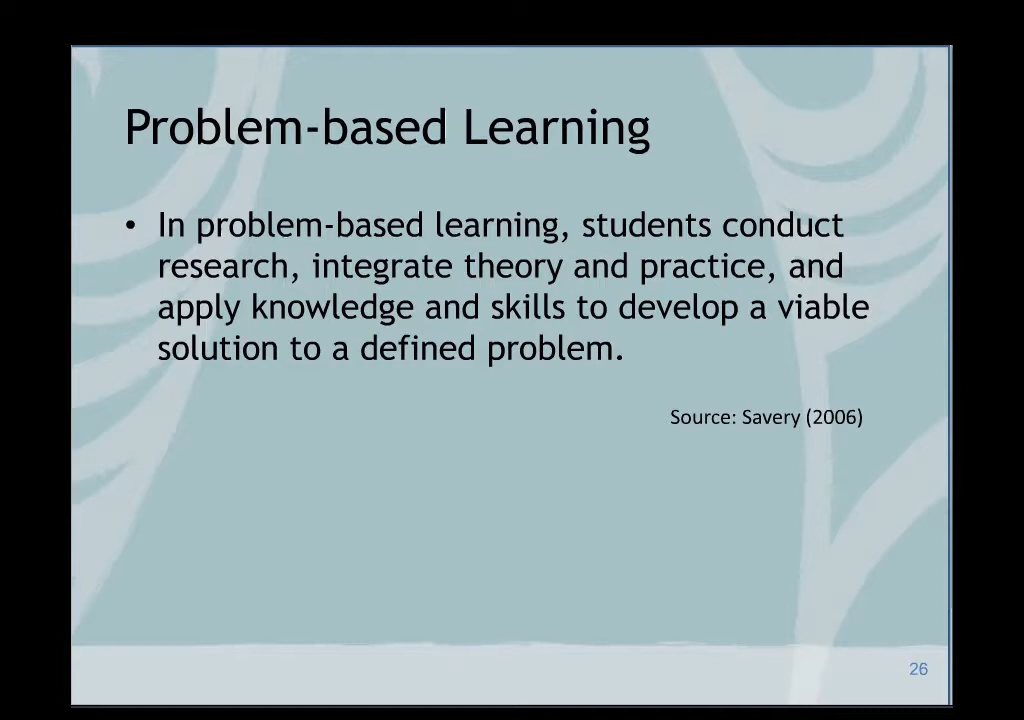 Problem-based Learning
• In problem-based learning, students conduct
research, integrate theory and practice, and
apply knowledge and skills to develop a viable
solution to a defined problem.
Source: Savery (2006)
26